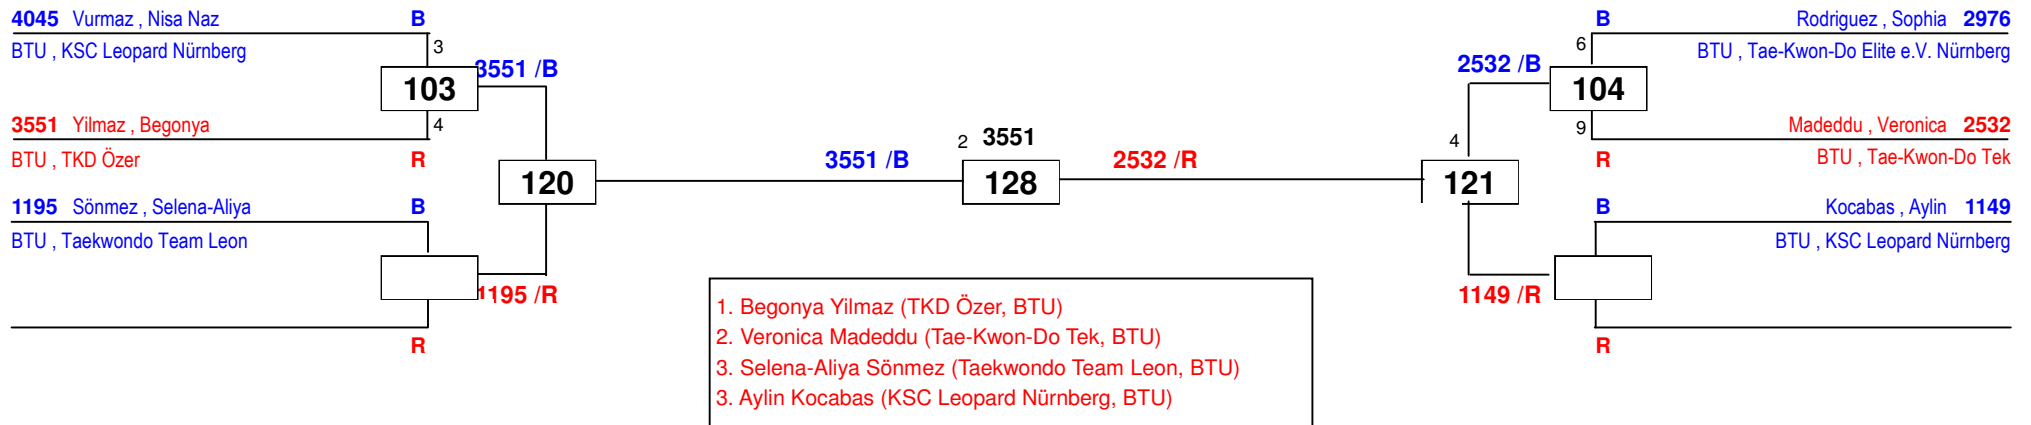 4045 Vurmaz , Nisa Naz B
BTU , KSC Leopard Nürnberg
3
3551 /B
103
3551 Yilmaz , Begonya
4
BTU , TKD Özer R
120
1195 Sönmez , Selena-Aliya B
BTU , Taekwondo Team Leon
1195 /R
R
3551 /B
2 3551
128
2532 /R
B Rodriguez , Sophia 2976
6
BTU , Tae-Kwon-Do Elite e.V. Nürnberg
2532 /B
104
Madeddu , Veronica 2532
9
R BTU , Tae-Kwon-Do Tek
4
121
B Kocabas , Aylin 1149
BTU , KSC Leopard Nürnberg
1149 /R
R
1. Begonya Yilmaz (TKD Özer, BTU)
2. Veronica Madeddu (Tae-Kwon-Do Tek, BTU)
3. Selena-Aliya Sönmez (Taekwondo Team Leon, BTU)
3. Aylin Kocabas (KSC Leopard Nürnberg, BTU)